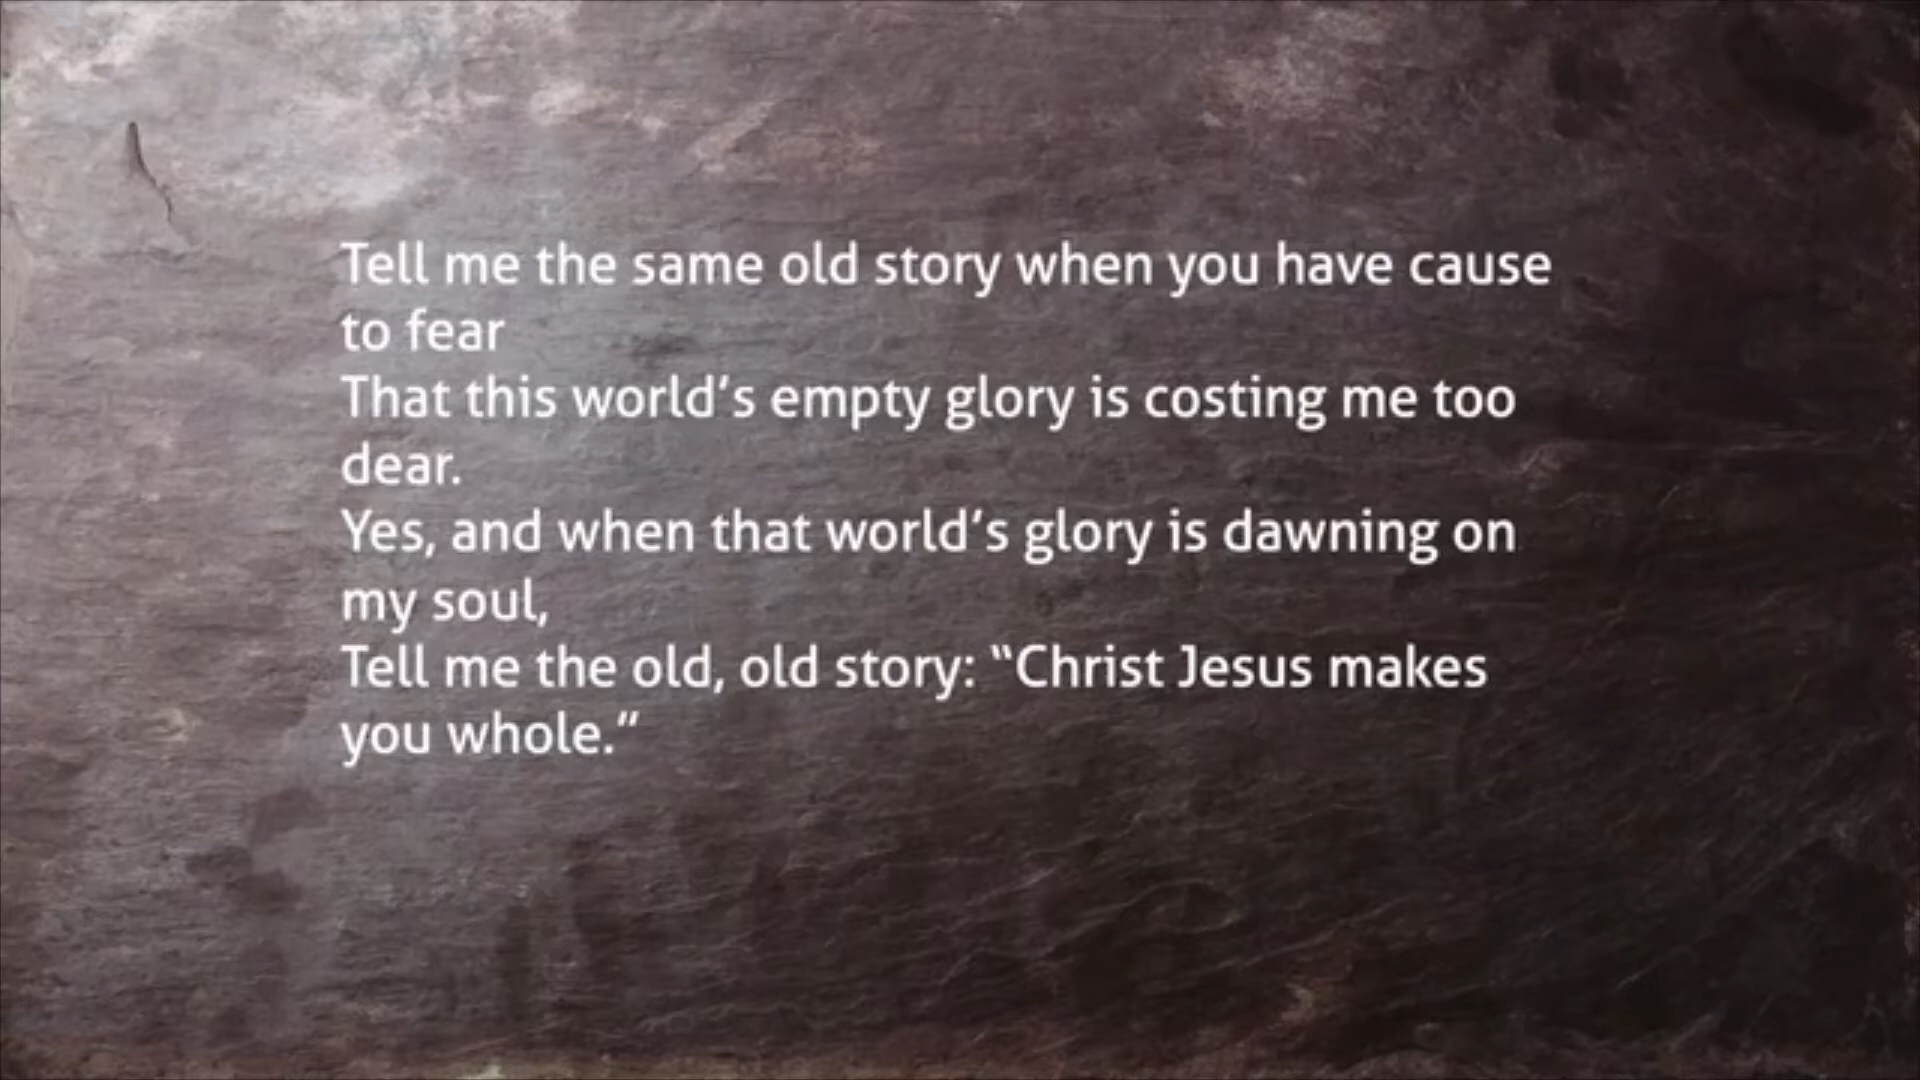 Tell me the same old story when you have cause
to fear
That this world’s empty glory is costing me too
dear.
Yes, and when that world’s glory is dawning on
my soul,
Tell me the old, old story: “Christ Jesus makes
you whole.”